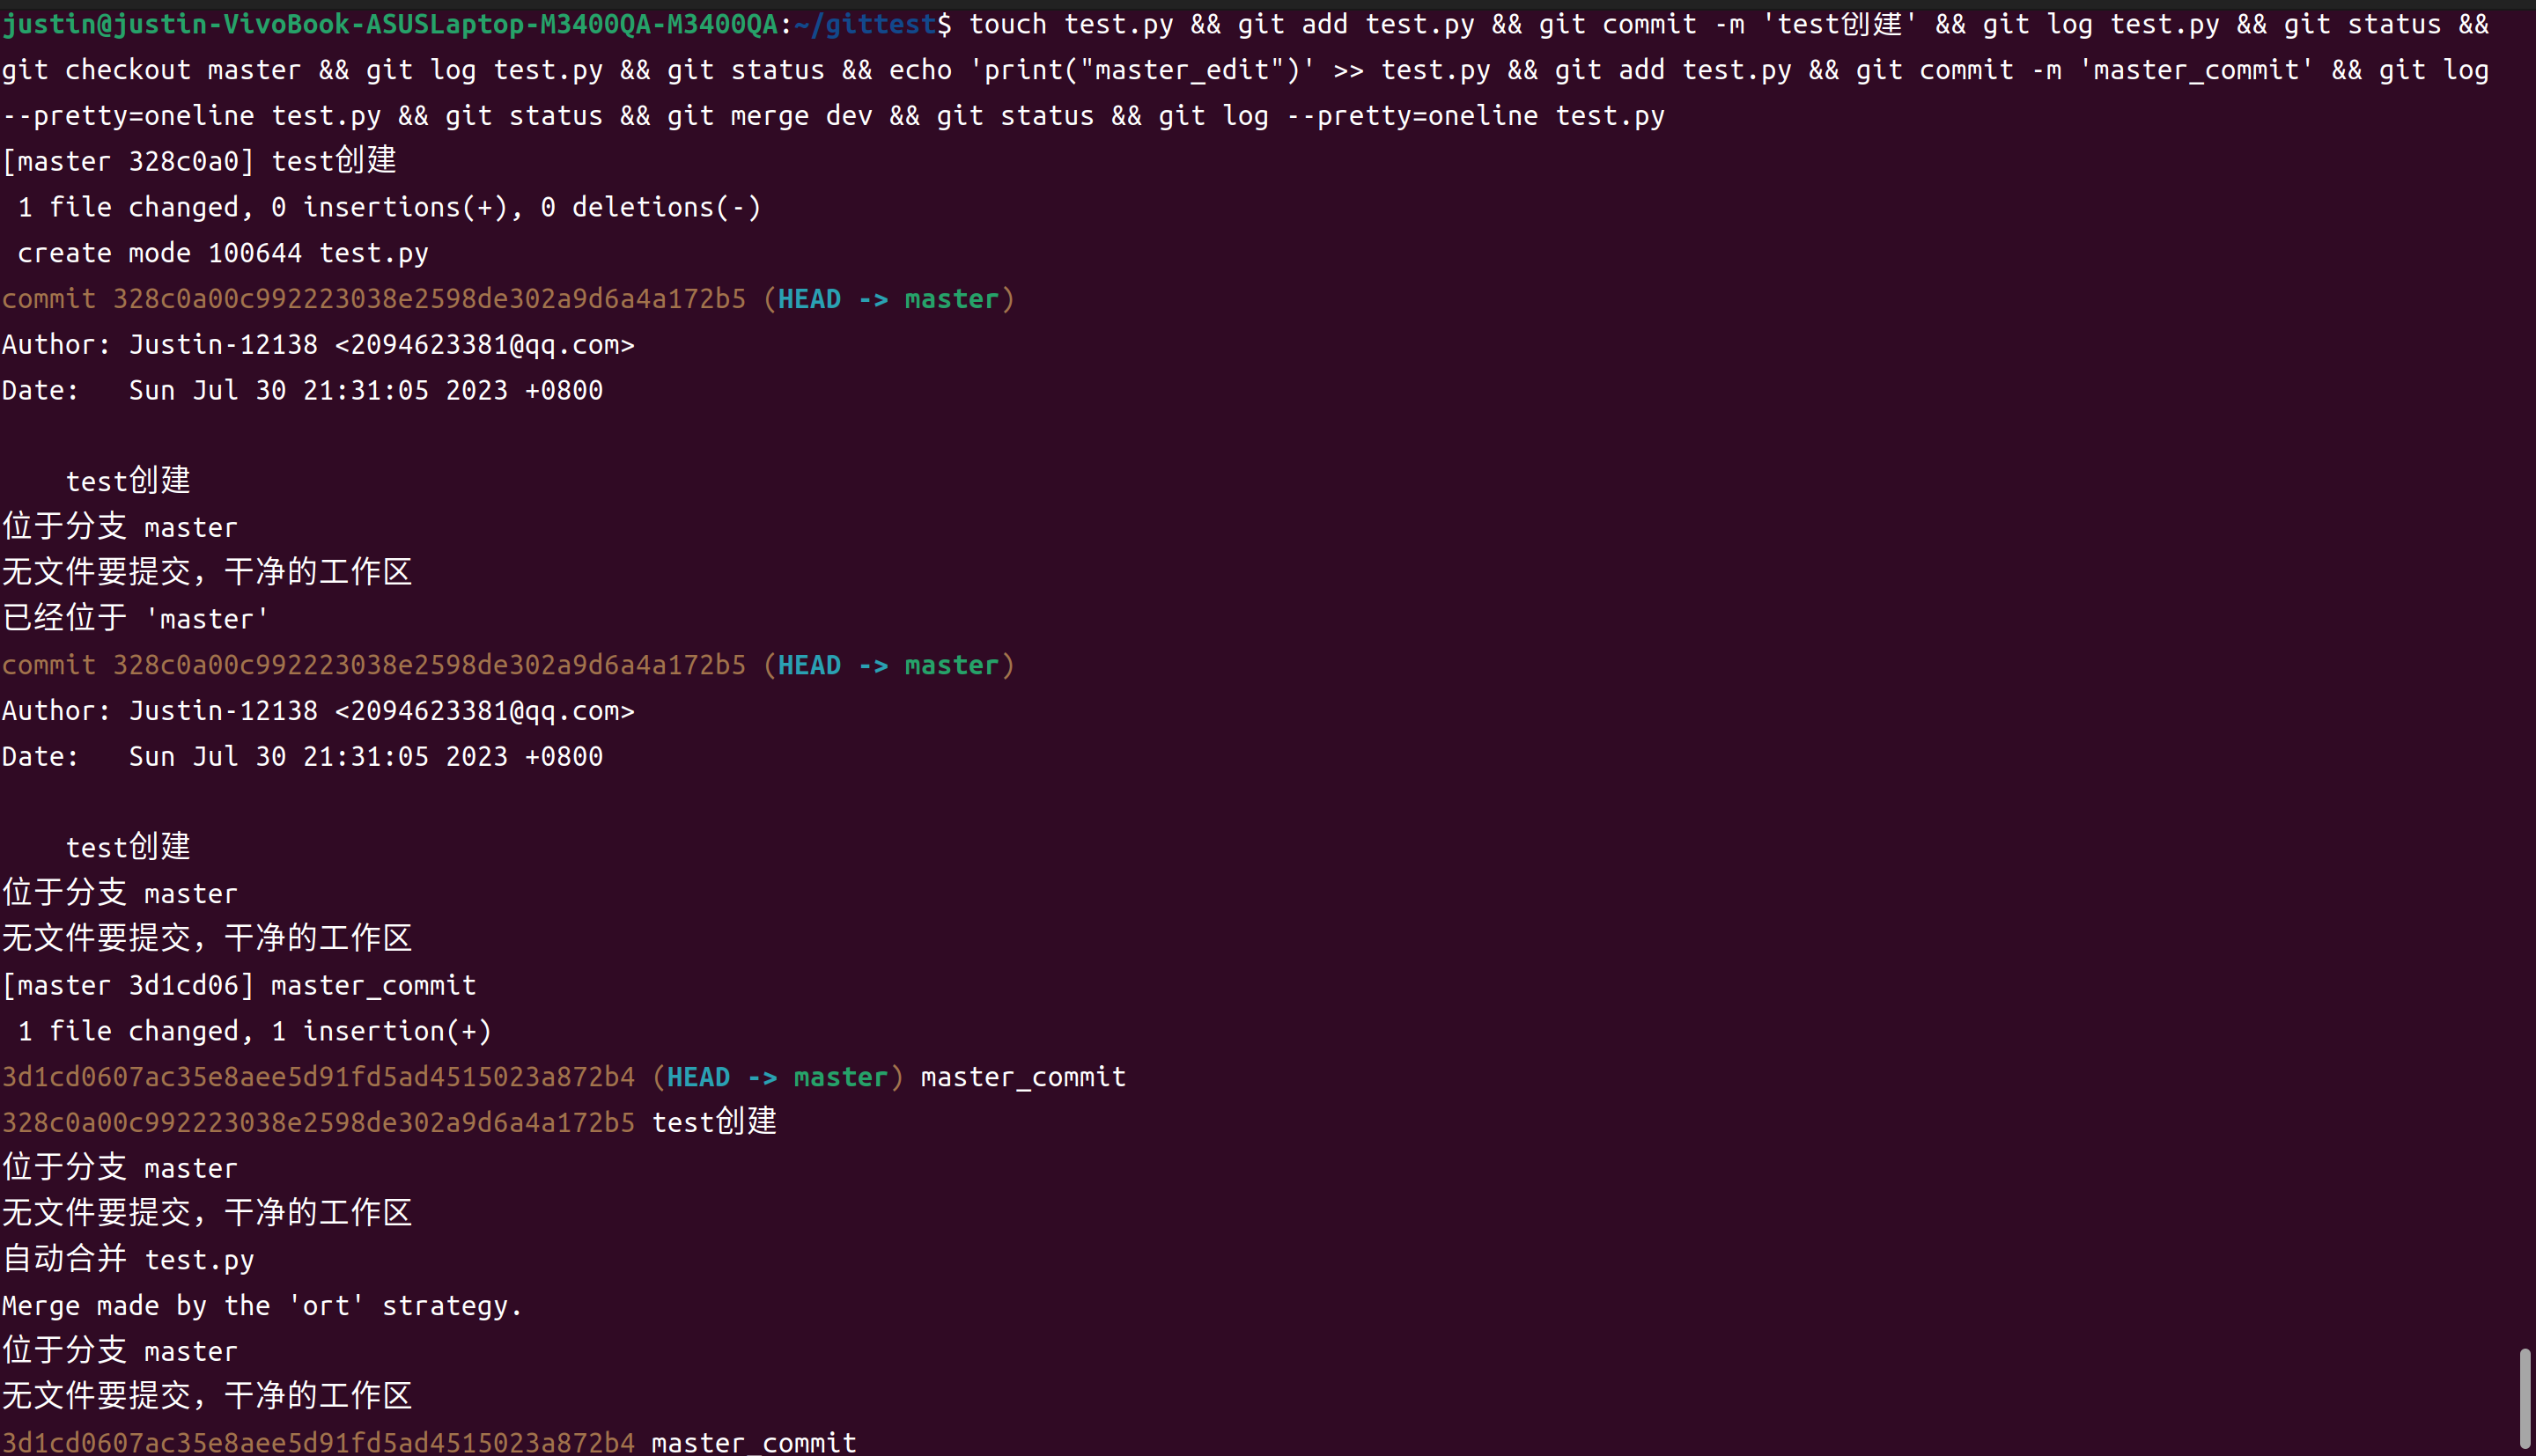 justin@justin-VivoBook-ASUSLaptop-M3400QA-M3400QA:~/gittest$ touch test.py && git add test.py && git commit -m 'test创建' && git log test.py && git status &&
git checkout master && git log test.py && git status && echo 'print("master_edit")' >> test.py && git add test.py && git commit -m 'master_commit' && git log
--pretty=oneline test.py && git status && git merge dev && git status && git log --pretty=oneline test.py
[master 328c0a0] test创建
 1 file changed, 0 insertions(+), 0 deletions(-)
 create mode 100644 test.py
commit 328c0a00c992223038e2598de302a9d6a4a172b5 (HEAD -> master)
Author: Justin-12138 <2094623381@qq.com>
Date:   Sun Jul 30 21:31:05 2023 +0800
    test创建
位于分支 master
无文件要提交，干净的工作区
已经位于 'master'
commit 328c0a00c992223038e2598de302a9d6a4a172b5 (HEAD -> master)
Author: Justin-12138 <2094623381@qq.com>
Date:   Sun Jul 30 21:31:05 2023 +0800
    test创建
位于分支 master
无文件要提交，干净的工作区
[master 3d1cd06] master_commit
 1 file changed, 1 insertion(+)
3d1cd0607ac35e8aee5d91fd5ad4515023a872b4 (HEAD -> master) master_commit
328c0a00c992223038e2598de302a9d6a4a172b5 test创建
位于分支 master
无文件要提交，干净的工作区
自动合并 test.py
Merge made by the 'ort' strategy.
位于分支 master
无文件要提交，干净的工作区
3d1cd0607ac35e8aee5d91fd5ad4515023a872b4 master_commit